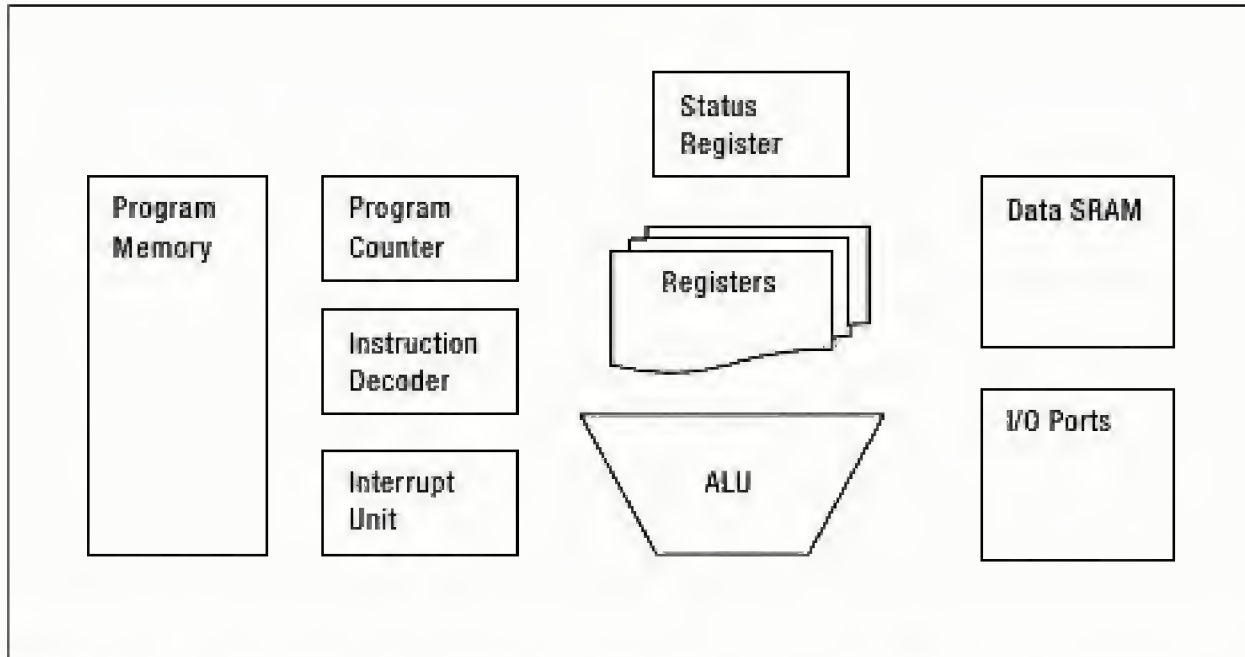 Status
Register
Program
Memory
Program
Counter
Data SRAM
Registers
Instruction
Decoder
I/O Ports
Interrupt
Unit
ALU